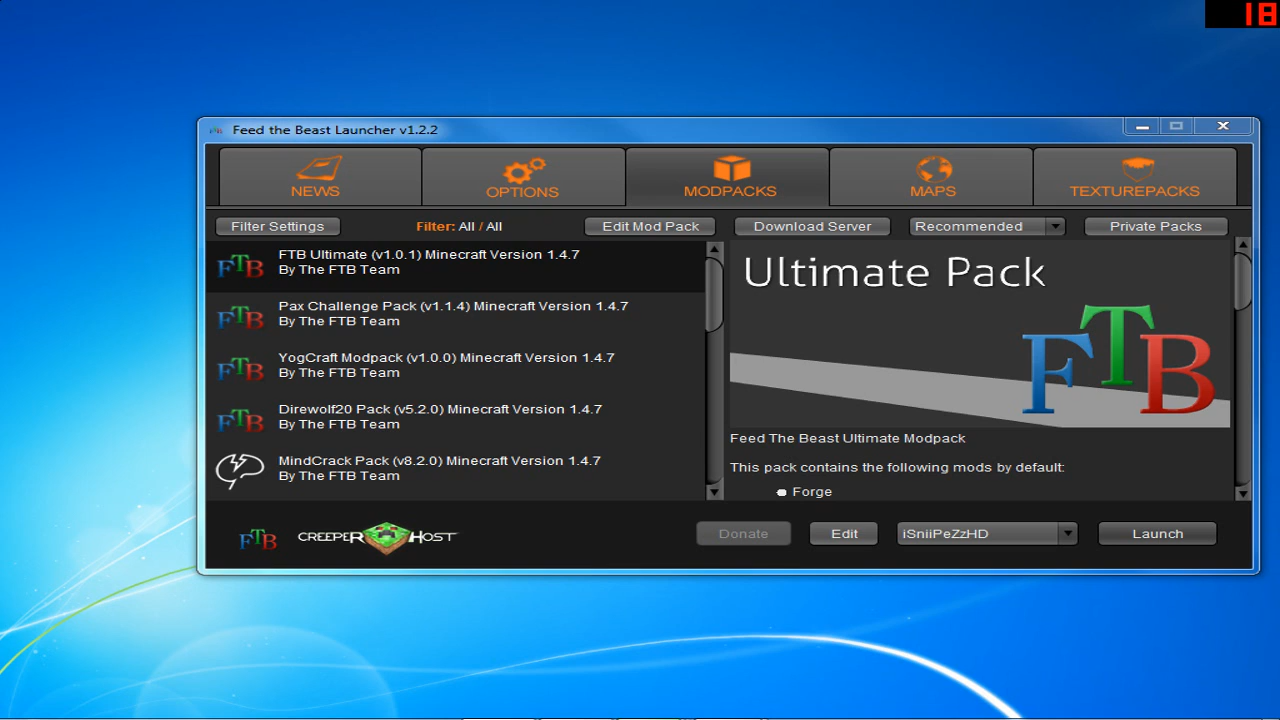 18
Feed the Beast Launcher v1.2.2
NEWS
OPTIONS
MODPACKS
MAPS
TEXTUREPACKS
Filter Settings
Filter: All / All
Edit Mod Pack
Download Server
Recommended
Private Packs
FTB
FTB Ultimate (v1.0.1) Minecraft Version 1.4.7
By The FTB Team
FTB
Pax Challenge Pack (v1.1.4) Minecraft Version 1.4.7
By The FTB Team
FTB
YogCraft Modpack (v1.0.0) Minecraft Version 1.4.7
By The FTB Team
FTB
Direwolf20 Pack (v5.2.0) Minecraft Version 1.4.7
By The FTB Team
MindCrack Pack (v8.2.0) Minecraft Version 1.4.7
By The FTB Team
Ultimate Pack
FTB
Feed The Beast Ultimate Modpack
This pack contains the following mods by default:
Forge
FTB
CREEPER HOST
Donate
Edit
iSniiPeZzHD
Launch